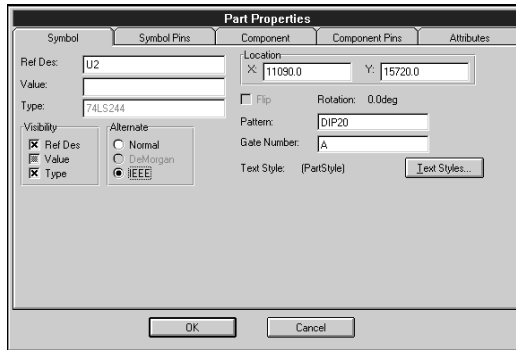 Part Properties
Symbol Symbol Pins Component Component Pins Attributes
Ref Des: U2
Value:
Type: 74LS244
Visibility
Ref Des
Value
Type
Alternate
Normal
DeMorgan
IEEE
Location
X: 11090.0 Y: 15720.0
Flip Rotation: 0.0deg
Pattern: DIP20
Gate Number: A
Text Style: (PartStyle) Text Styles...
OK Cancel